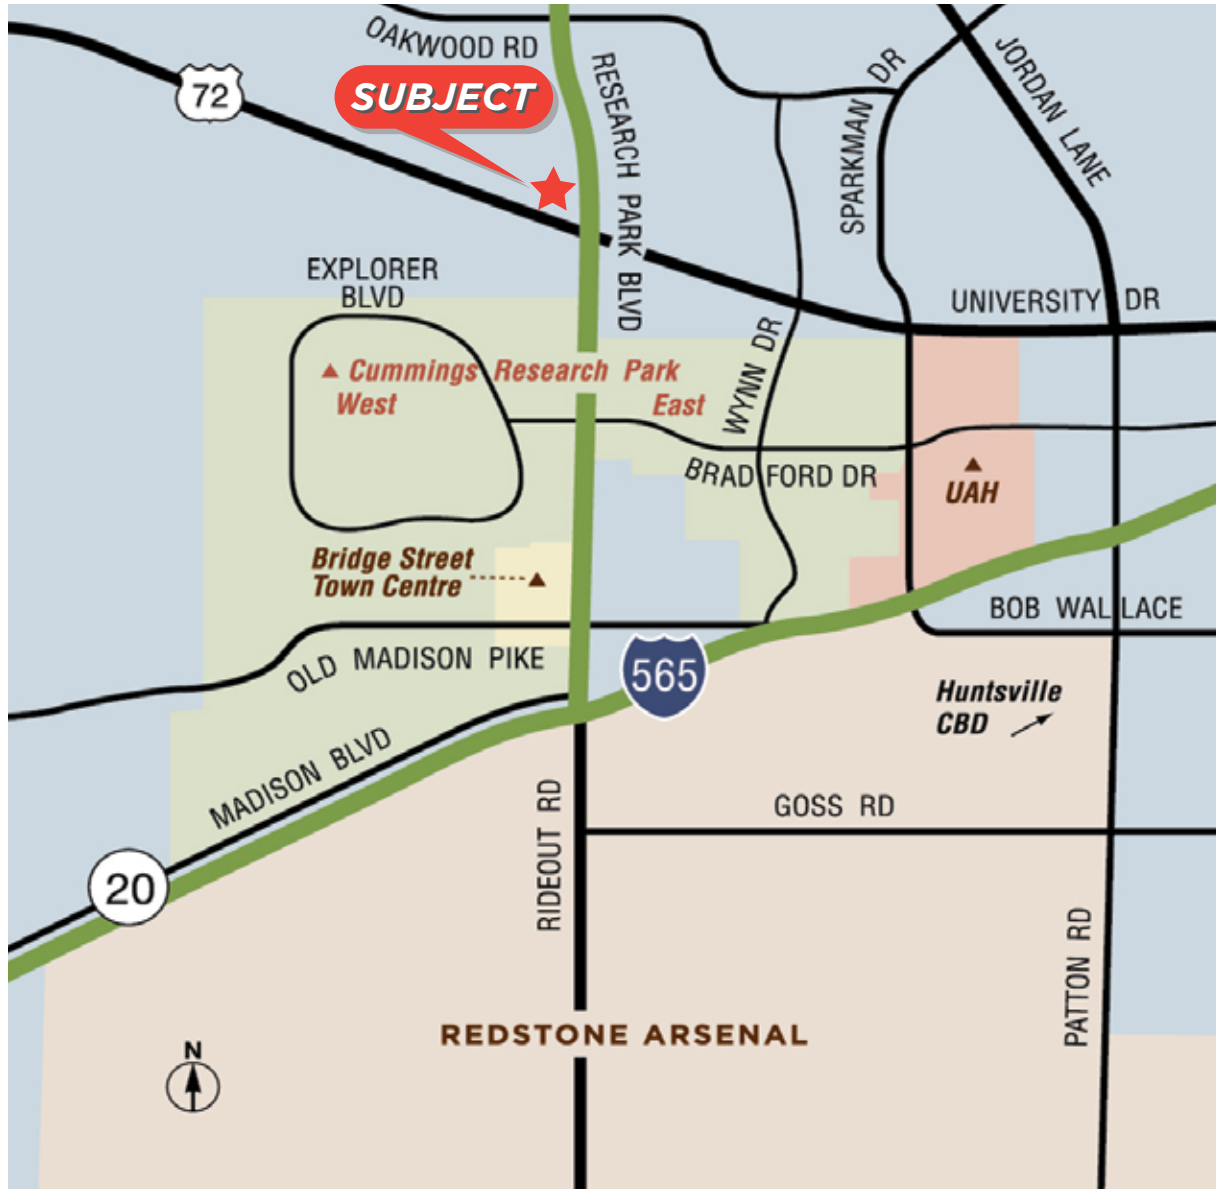 OAKWOOD RD
RESEARCH PARK BLVD
DR
SPARKMAN
JORDAN LANE
72
SUBJECT
EXPLORER
BLVD
UNIVERSITY DR
WYNN DR
Cummings Research Park
West East
BRADFORD DR
UAH
Bridge Street
Town Centre
BOB WALLACE
OLD MADISON PIKE
565
Huntsville
CBD
MADISON BLVD
GOSS RD
RIDEOUT RD
20
PATTON RD
REDSTONE ARSENAL
N